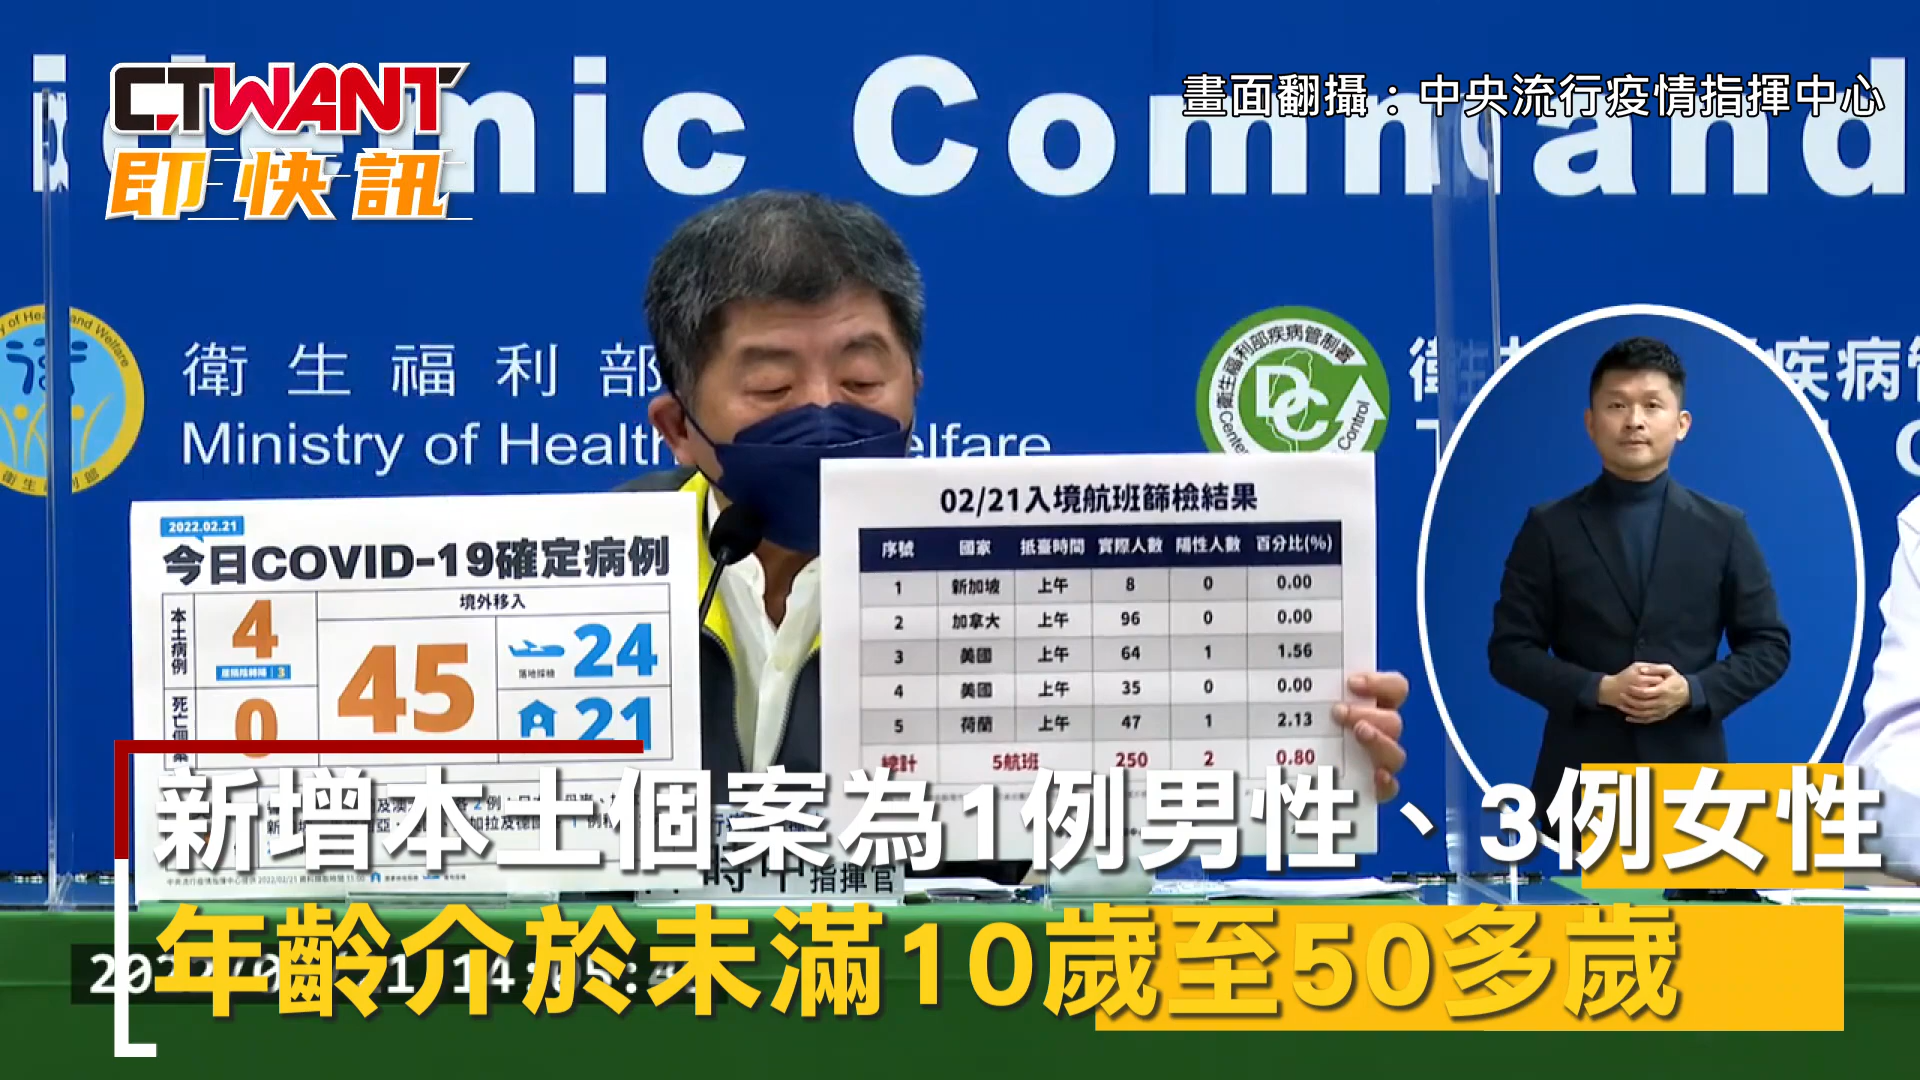 CTWANT
即快訊
畫面翻攝：中央流行疫情指揮中心
idemic Command
衛生福利部
Ministry of Health
elfare
衛生福利部疾病管制署
疾病管
Control
2022.02.21
今日COVID-19確定病例
本土病例
4
死亡個案
0
境外移入
45
24
落地採檢
21
02/21入境航班篩檢結果
序號 國家 抵臺時間 實際人數 陽性人數 百分比(%)
1 新加坡 上午 8 0 0.00
2 加拿大 上午 96 0 0.00
3 美國 上午 64 1 1.56
4 美國 上午 35 0 0.00
5 荷蘭 上午 47 1 2.13
總計 5航班 250 2 0.80
指揮官
新增本土個案為1例男性、3例女性
年齡介於未滿10歲至50多歲